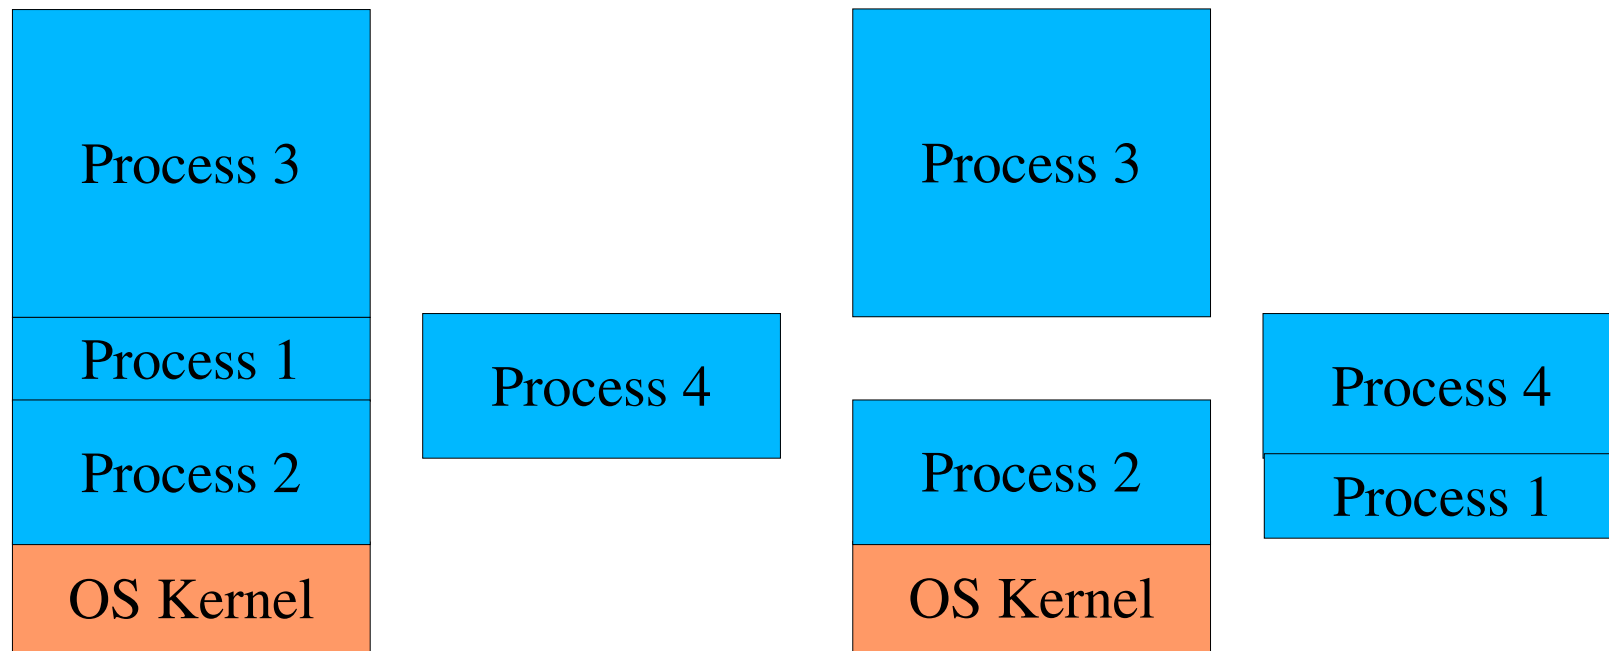 Process 3
Process 1
Process 2
OS Kernel
Process 4
Process 3
Process 2
OS Kernel
Process 4
Process 1